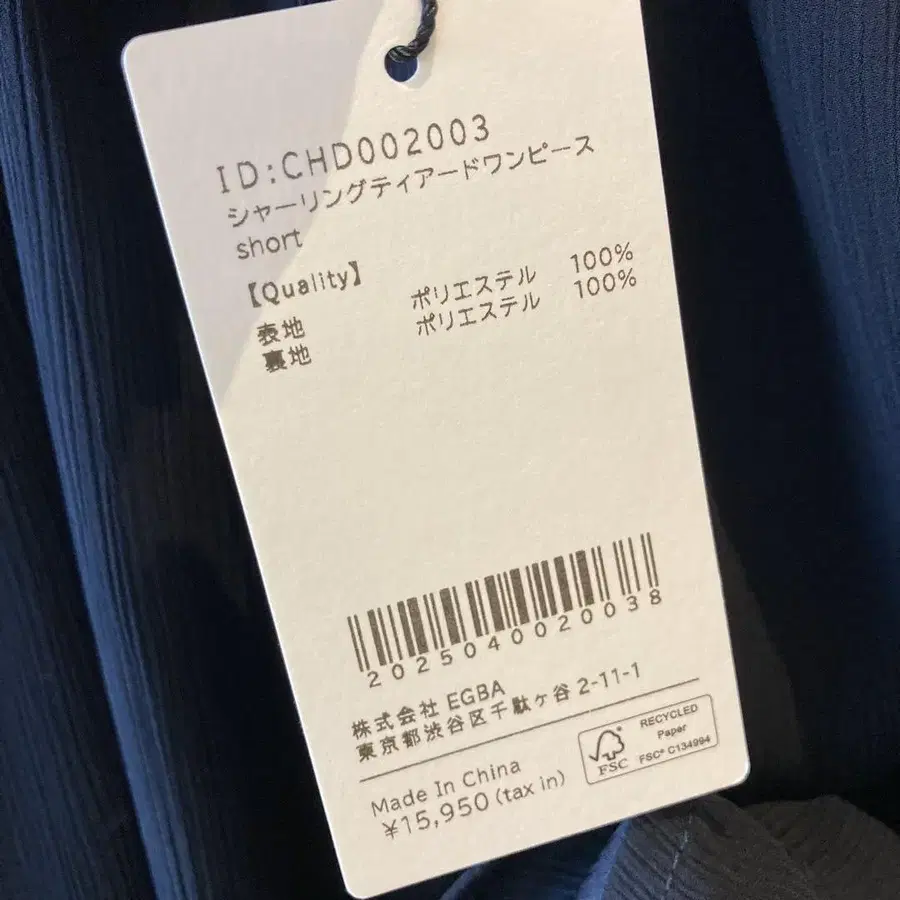 ID:CHD002003
シャーリングティアードワンピース
short
【Quality】
表地 ポリエステル 100%
裏地 ポリエステル 100%
2025040020038
株式会社 EGBA
東京都渋谷区千駄ヶ谷 2-11-1
Made In China
¥15,950 (tax in)
FSC
RECYCLED
Paper
FSC® C134994